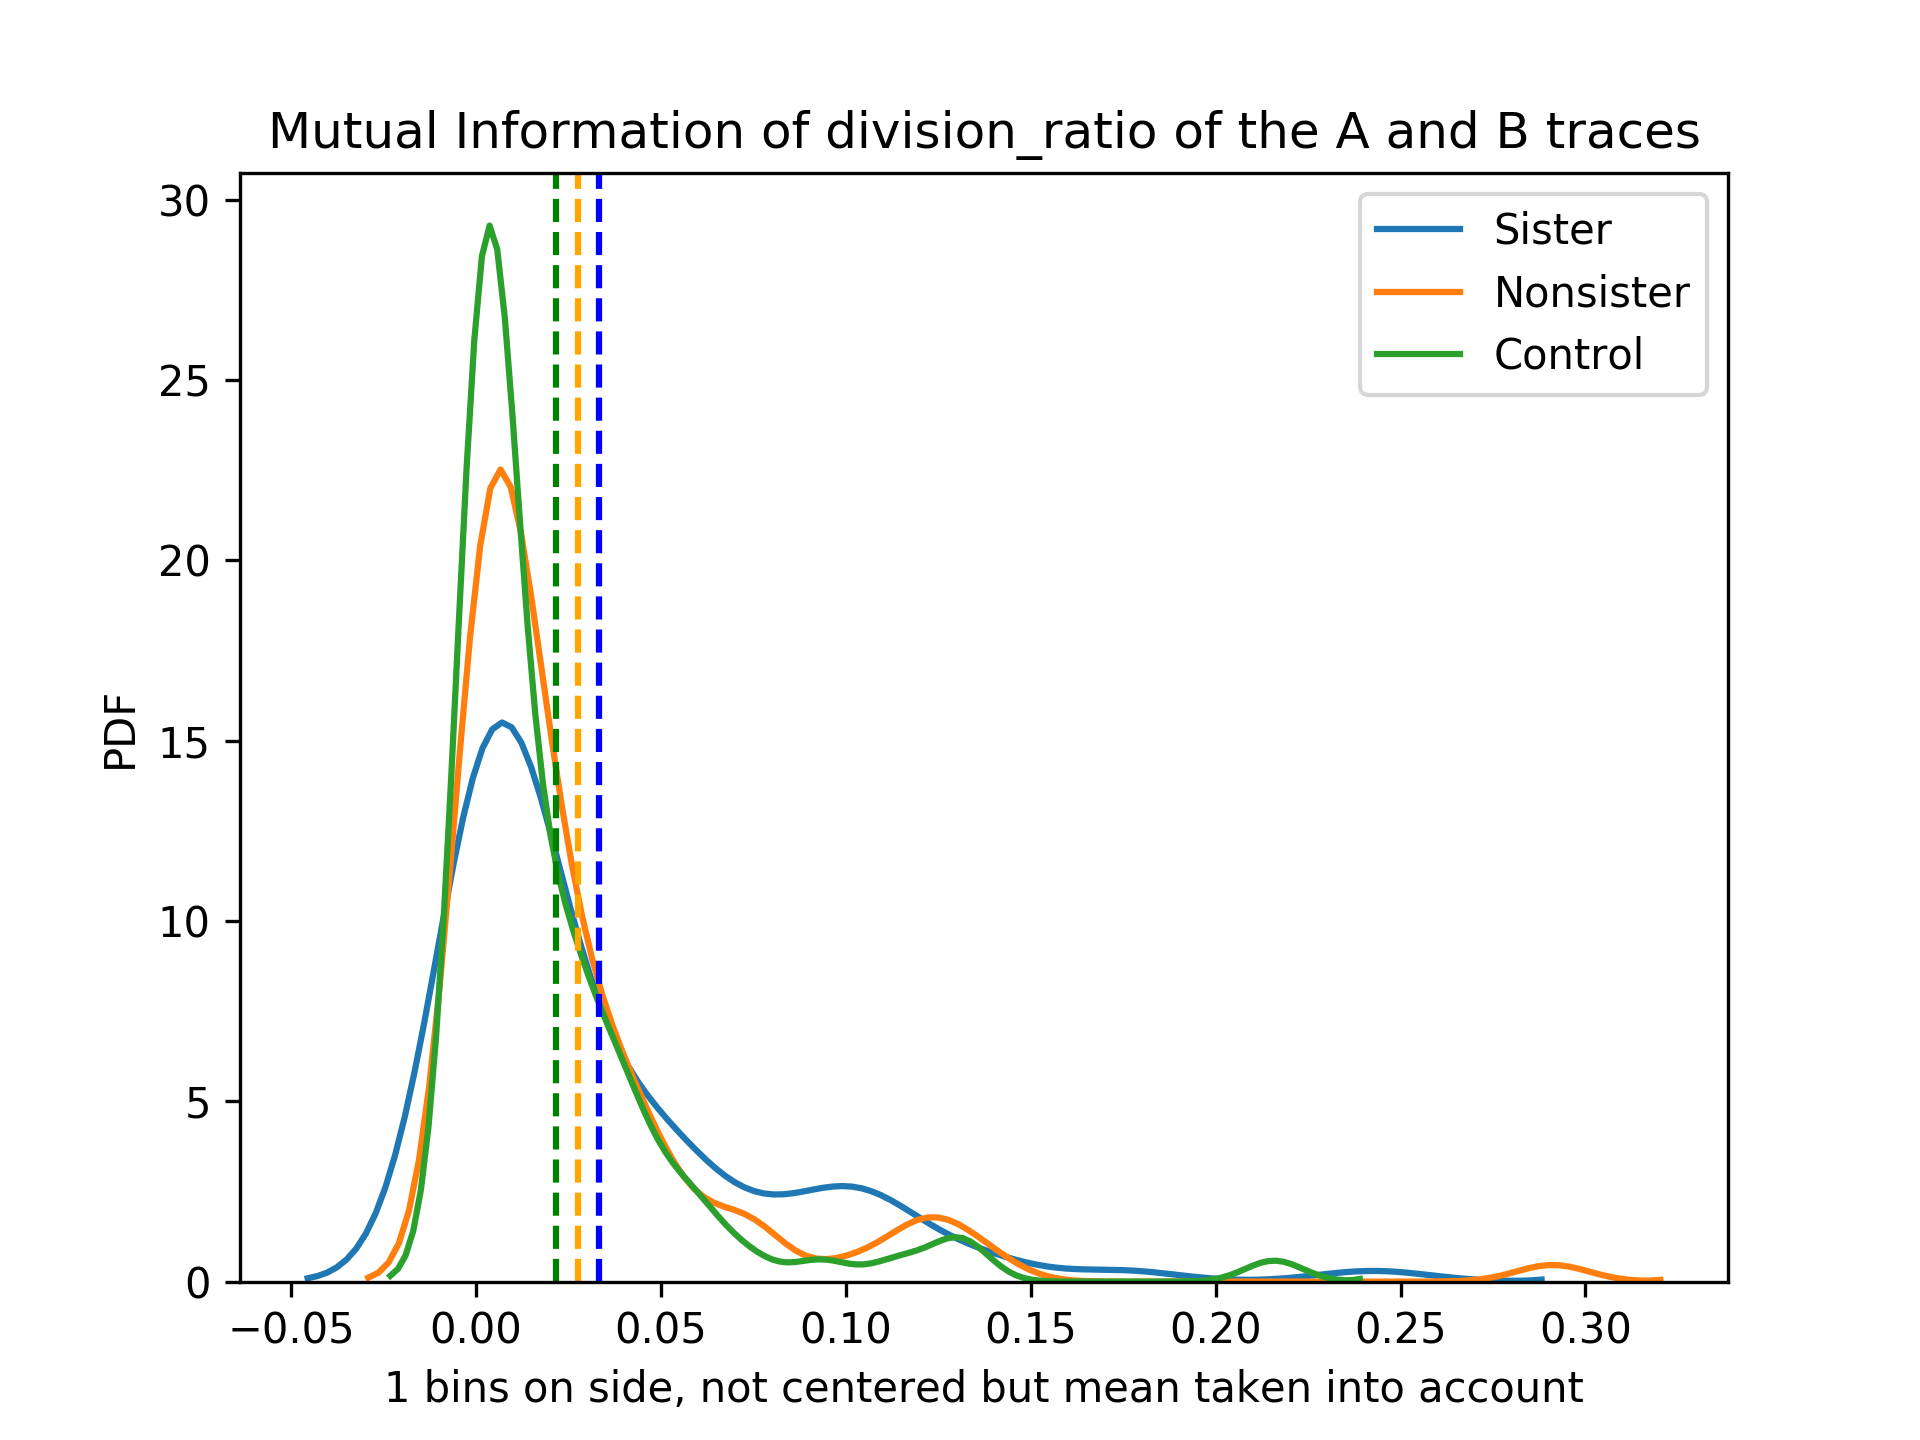 Mutual Information of division_ratio of the A and B traces
30
25
20
15
10
5
0
PDF
Sister
Nonsister
Control
−0.05 0.00 0.05 0.10 0.15 0.20 0.25 0.30
1 bins on side, not centered but mean taken into account